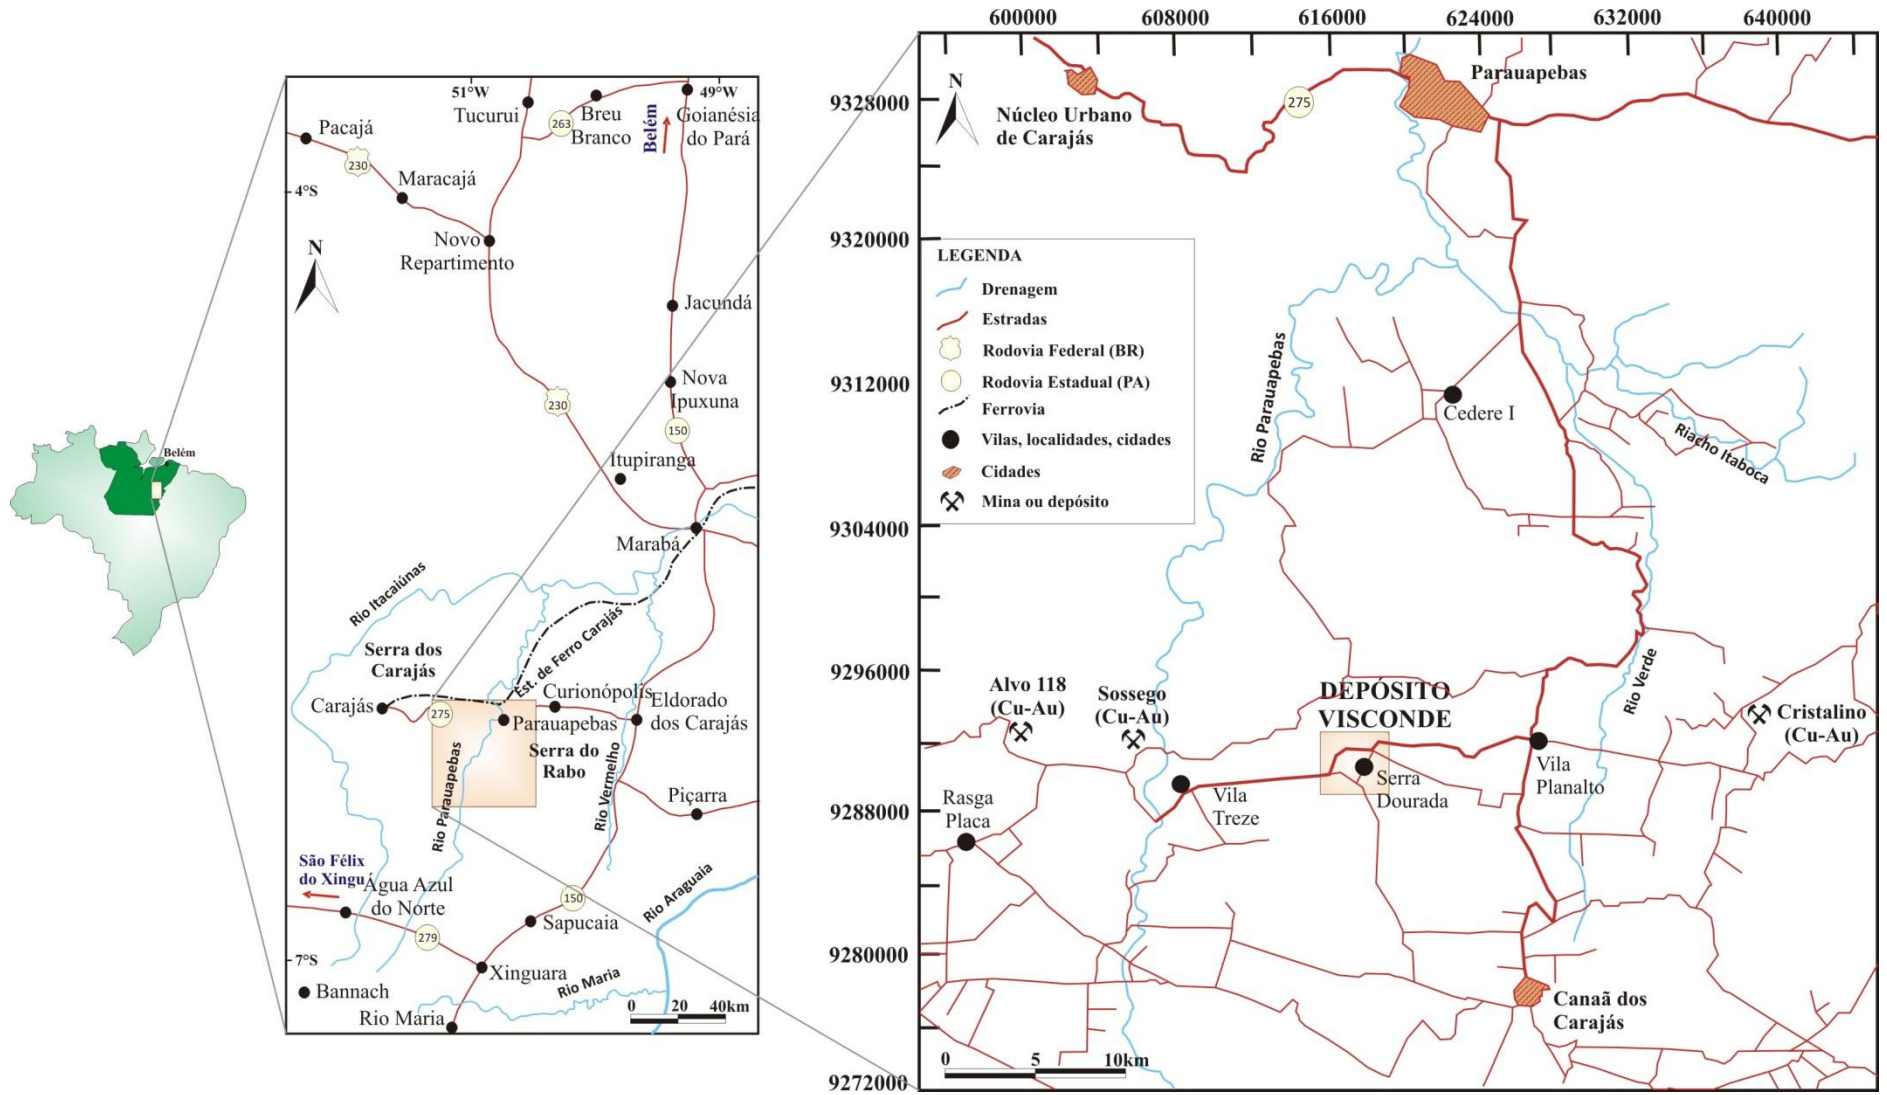 Belém
51°W
49°W
Tucurui
Breu
Branco
263
Belém
Goianésia
do Pará
Pacajá
230
4°S
Maracajá
N
Novo
Repartimento
Jacundá
Nova
Ipuxuna
230
150
Itupiranga
Marabá
Rio Itacaiúnas
Serra dos
Carajás
Est. de Ferro Carajás
Carajás
275
Curionópolis
Parauapebas
Eldorado
dos Carajás
Serra do
Rabo
Rio Parauapebas
Rio Vermelho
Piçarra
São Félix
do Xingu
Água Azul
do Norte
150
Rio Araguaia
279
Sapucaia
7°S
Xinguara
Bannach
Rio Maria
Rio Maria
0 20 40km
600000 608000 616000 624000 632000 640000
9328000
9320000
9312000
9304000
9296000
9288000
9280000
9272000
N
Núcleo Urbano
de Carajás
275
Parauapebas
LEGENDA
Drenagem
Estradas
Rodovia Federal (BR)
Rodovia Estadual (PA)
Ferrovia
Vilas, localidades, cidades
Cidades
Mina ou depósito
Rio Parauapebas
Cedere I
Riacho Itaboca
Rio Verde
Alvo 118
(Cu-Au)
Sossego
(Cu-Au)
DEPÓSITO
VISCONDE
Cristalino
(Cu-Au)
Rasga
Placa
Vila
Treze
Serra
Dourada
Vila
Planalto
Canaã dos
Carajás
0 5 10km